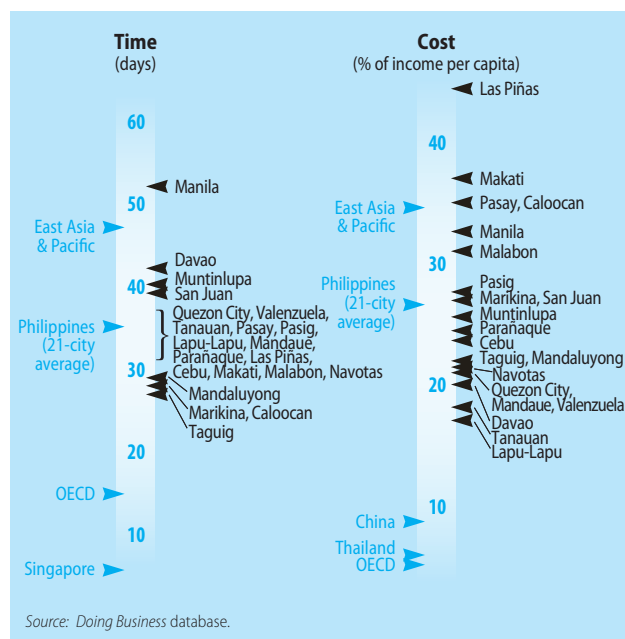 Time
(days)
60
50
40
30
20
10
Manila
East Asia
& Pacific
Davao
Muntinlupa
San Juan
Philippines
(21-city
average)
Quezon City, Valenzuela,
Tanauan, Pasay, Pasig,
Lapu-Lapu, Mandaue,
Parañaque, Las Piñas,
Cebu, Makati, Malabon, Navotas
Mandaluyong
Marikina, Caloocan
Taguig
OECD
Singapore
Cost
(% of income per capita)
40
30
20
10
Las Piñas
Makati
Pasay, Caloocan
East Asia
& Pacific
Manila
Malabon
Philippines
(21-city
average)
Pasig
Marikina, San Juan
Muntinlupa
Parañaque
Cebu
Taguig, Mandaluyong
Navotas
Quezon City,
Mandaue, Valenzuela
Davao
Tanauan
Lapu-Lapu
China
Thailand
OECD
Source: Doing Business database.